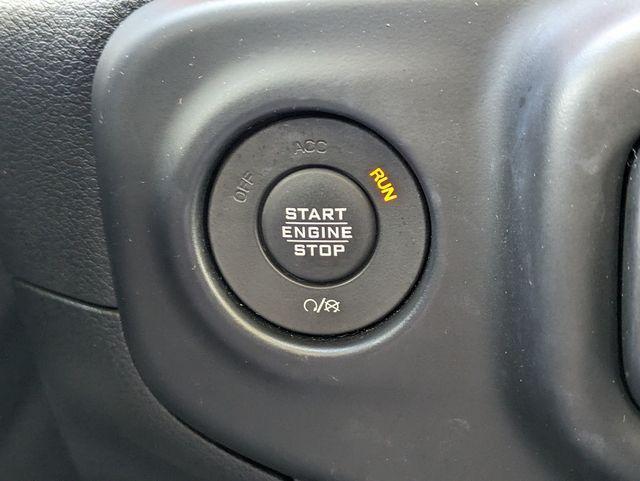 OFF
ACC
RUN
START
ENGINE
STOP